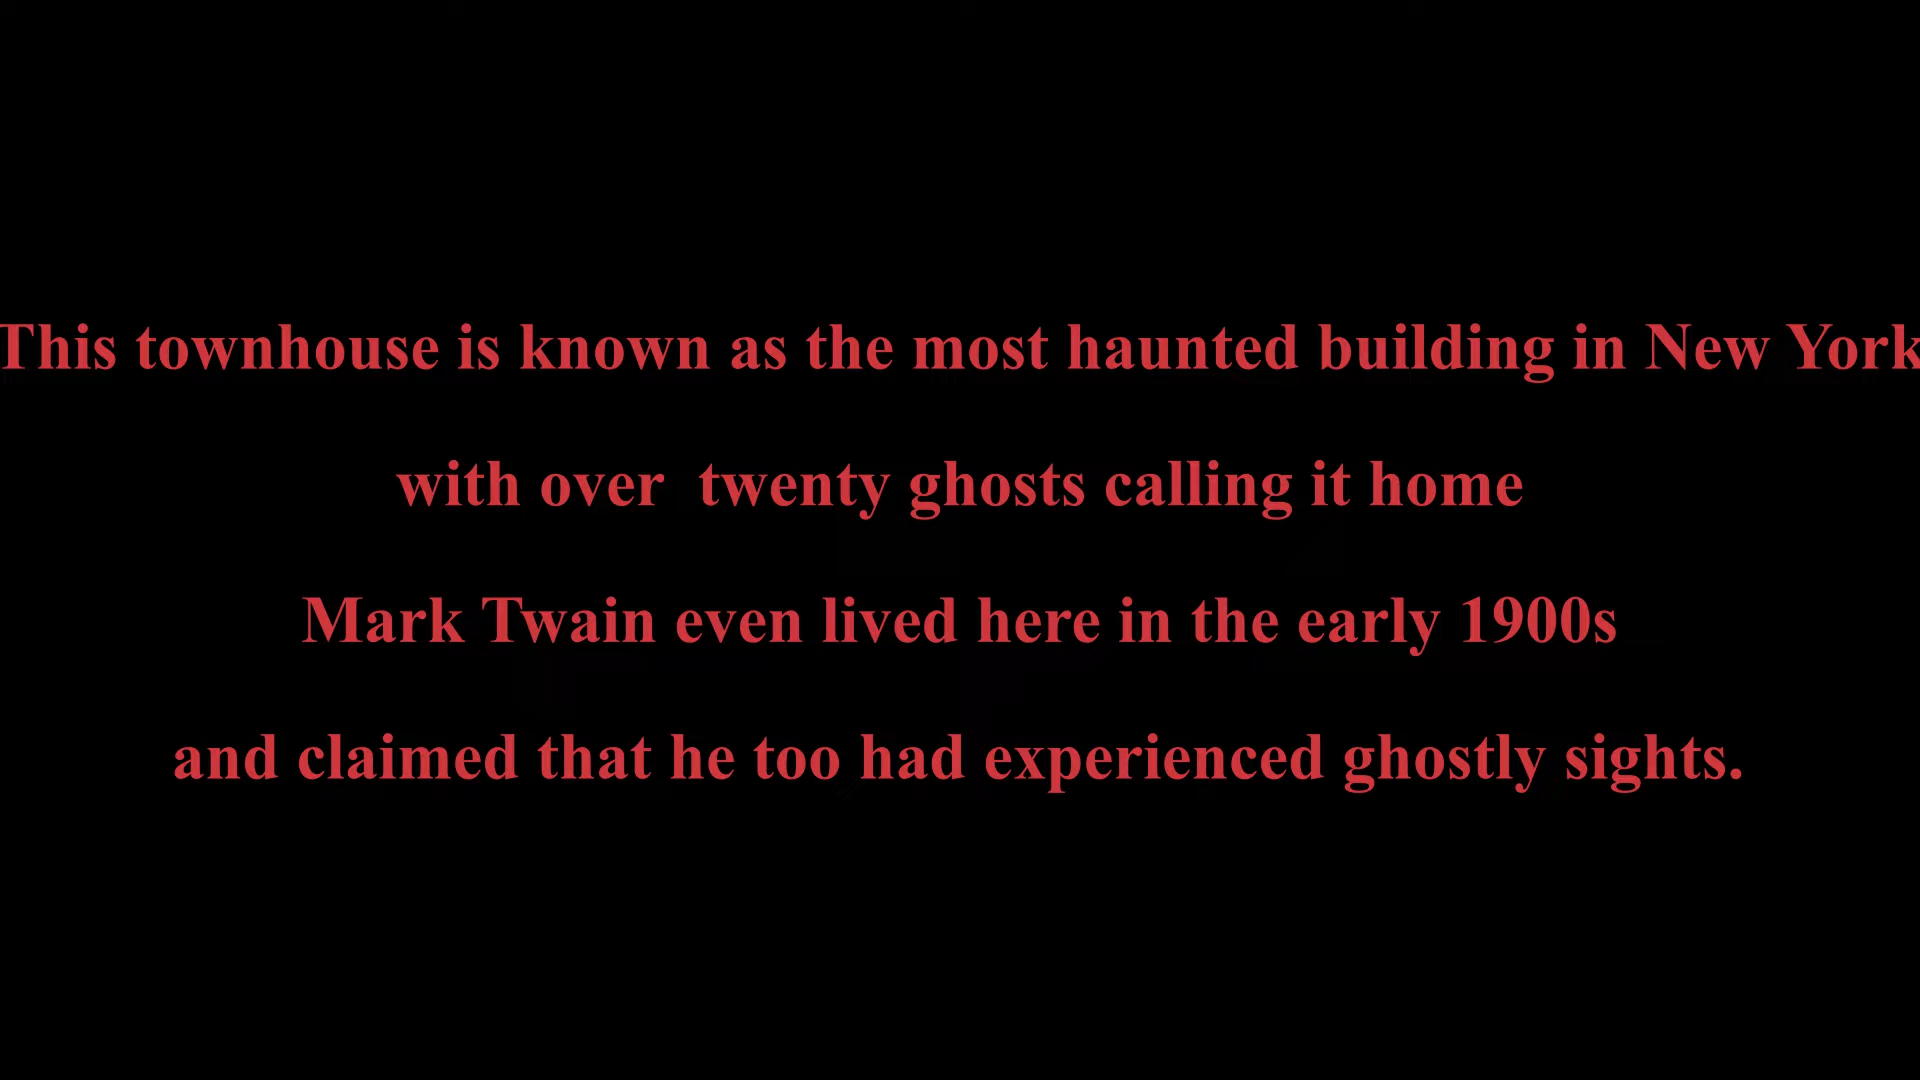 This townhouse is known as the most haunted building in New York
with over  twenty ghosts calling it home
Mark Twain even lived here in the early 1900s
and claimed that he too had experienced ghostly sights.